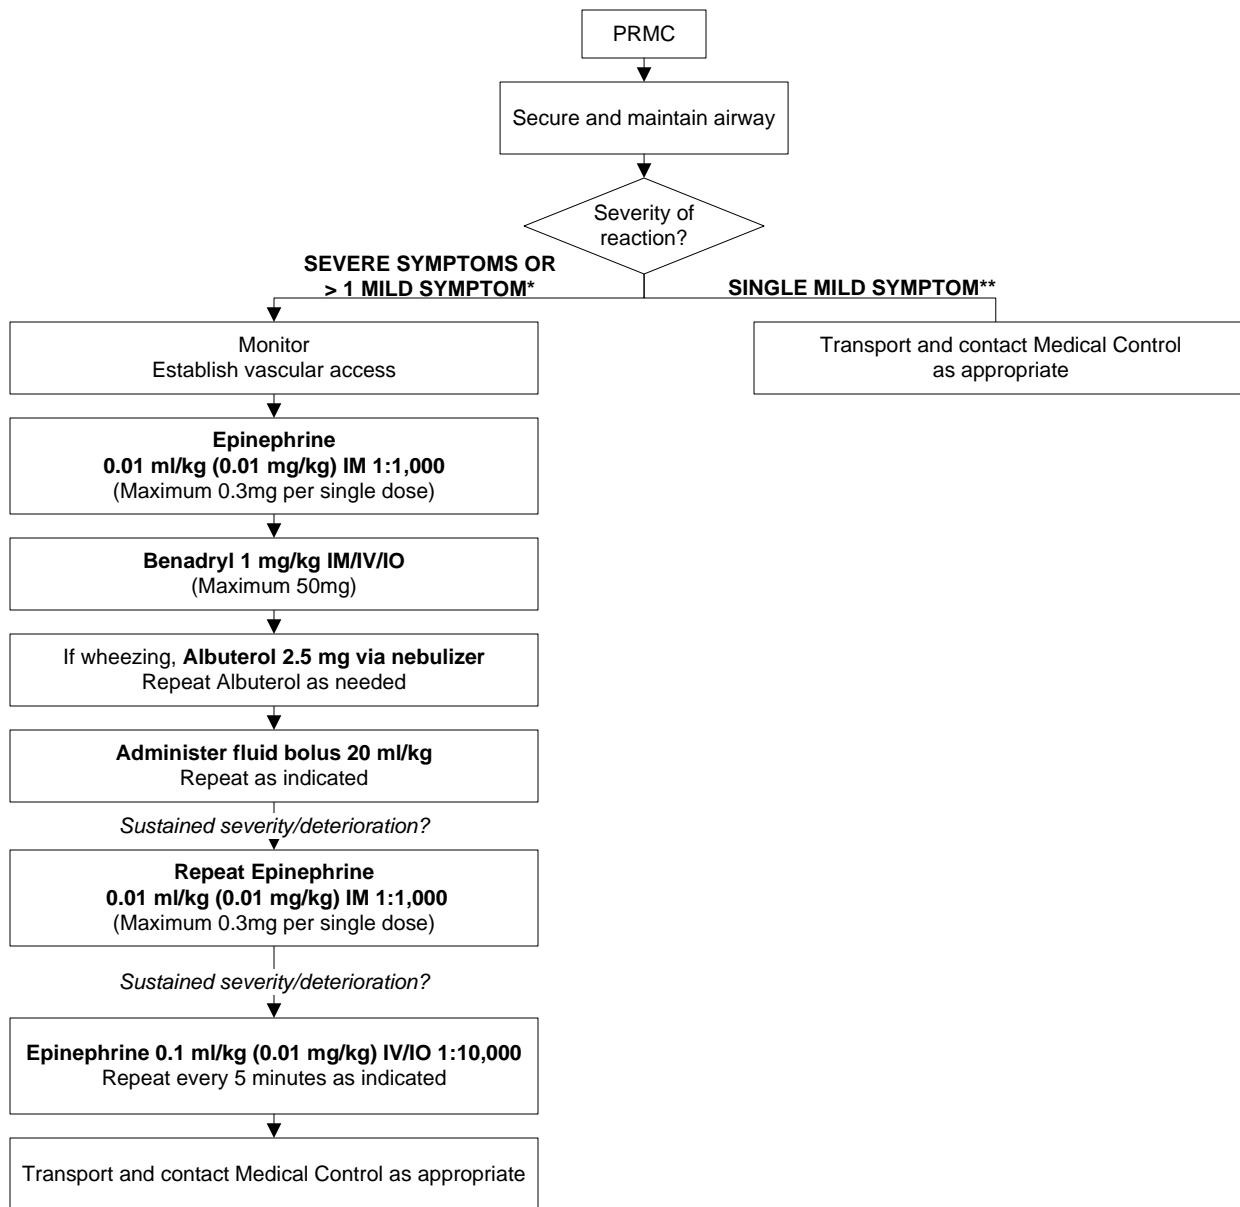 PRMC
Secure and maintain airway
Severity of
reaction?
SEVERE SYMPTOMS OR
> 1 MILD SYMPTOM*
SINGLE MILD SYMPTOM**
Monitor
Establish vascular access
Transport and contact Medical Control
as appropriate
Epinephrine
0.01 ml/kg (0.01 mg/kg) IM 1:1,000
(Maximum 0.3mg per single dose)
Benadryl 1 mg/kg IM/IV/IO
(Maximum 50mg)
If wheezing, Albuterol 2.5 mg via nebulizer
Repeat Albuterol as needed
Administer fluid bolus 20 ml/kg
Repeat as indicated
Sustained severity/deterioration?
Repeat Epinephrine
0.01 ml/kg (0.01 mg/kg) IM 1:1,000
(Maximum 0.3mg per single dose)
Sustained severity/deterioration?
Epinephrine 0.1 ml/kg (0.01 mg/kg) IV/IO 1:10,000
Repeat every 5 minutes as indicated
Transport and contact Medical Control as appropriate